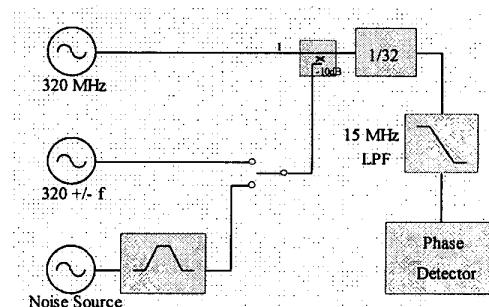 1
-10dB
1/32
320 MHz
15 MHz
LPF
320 +/- f
Phase
Detector
Noise Source